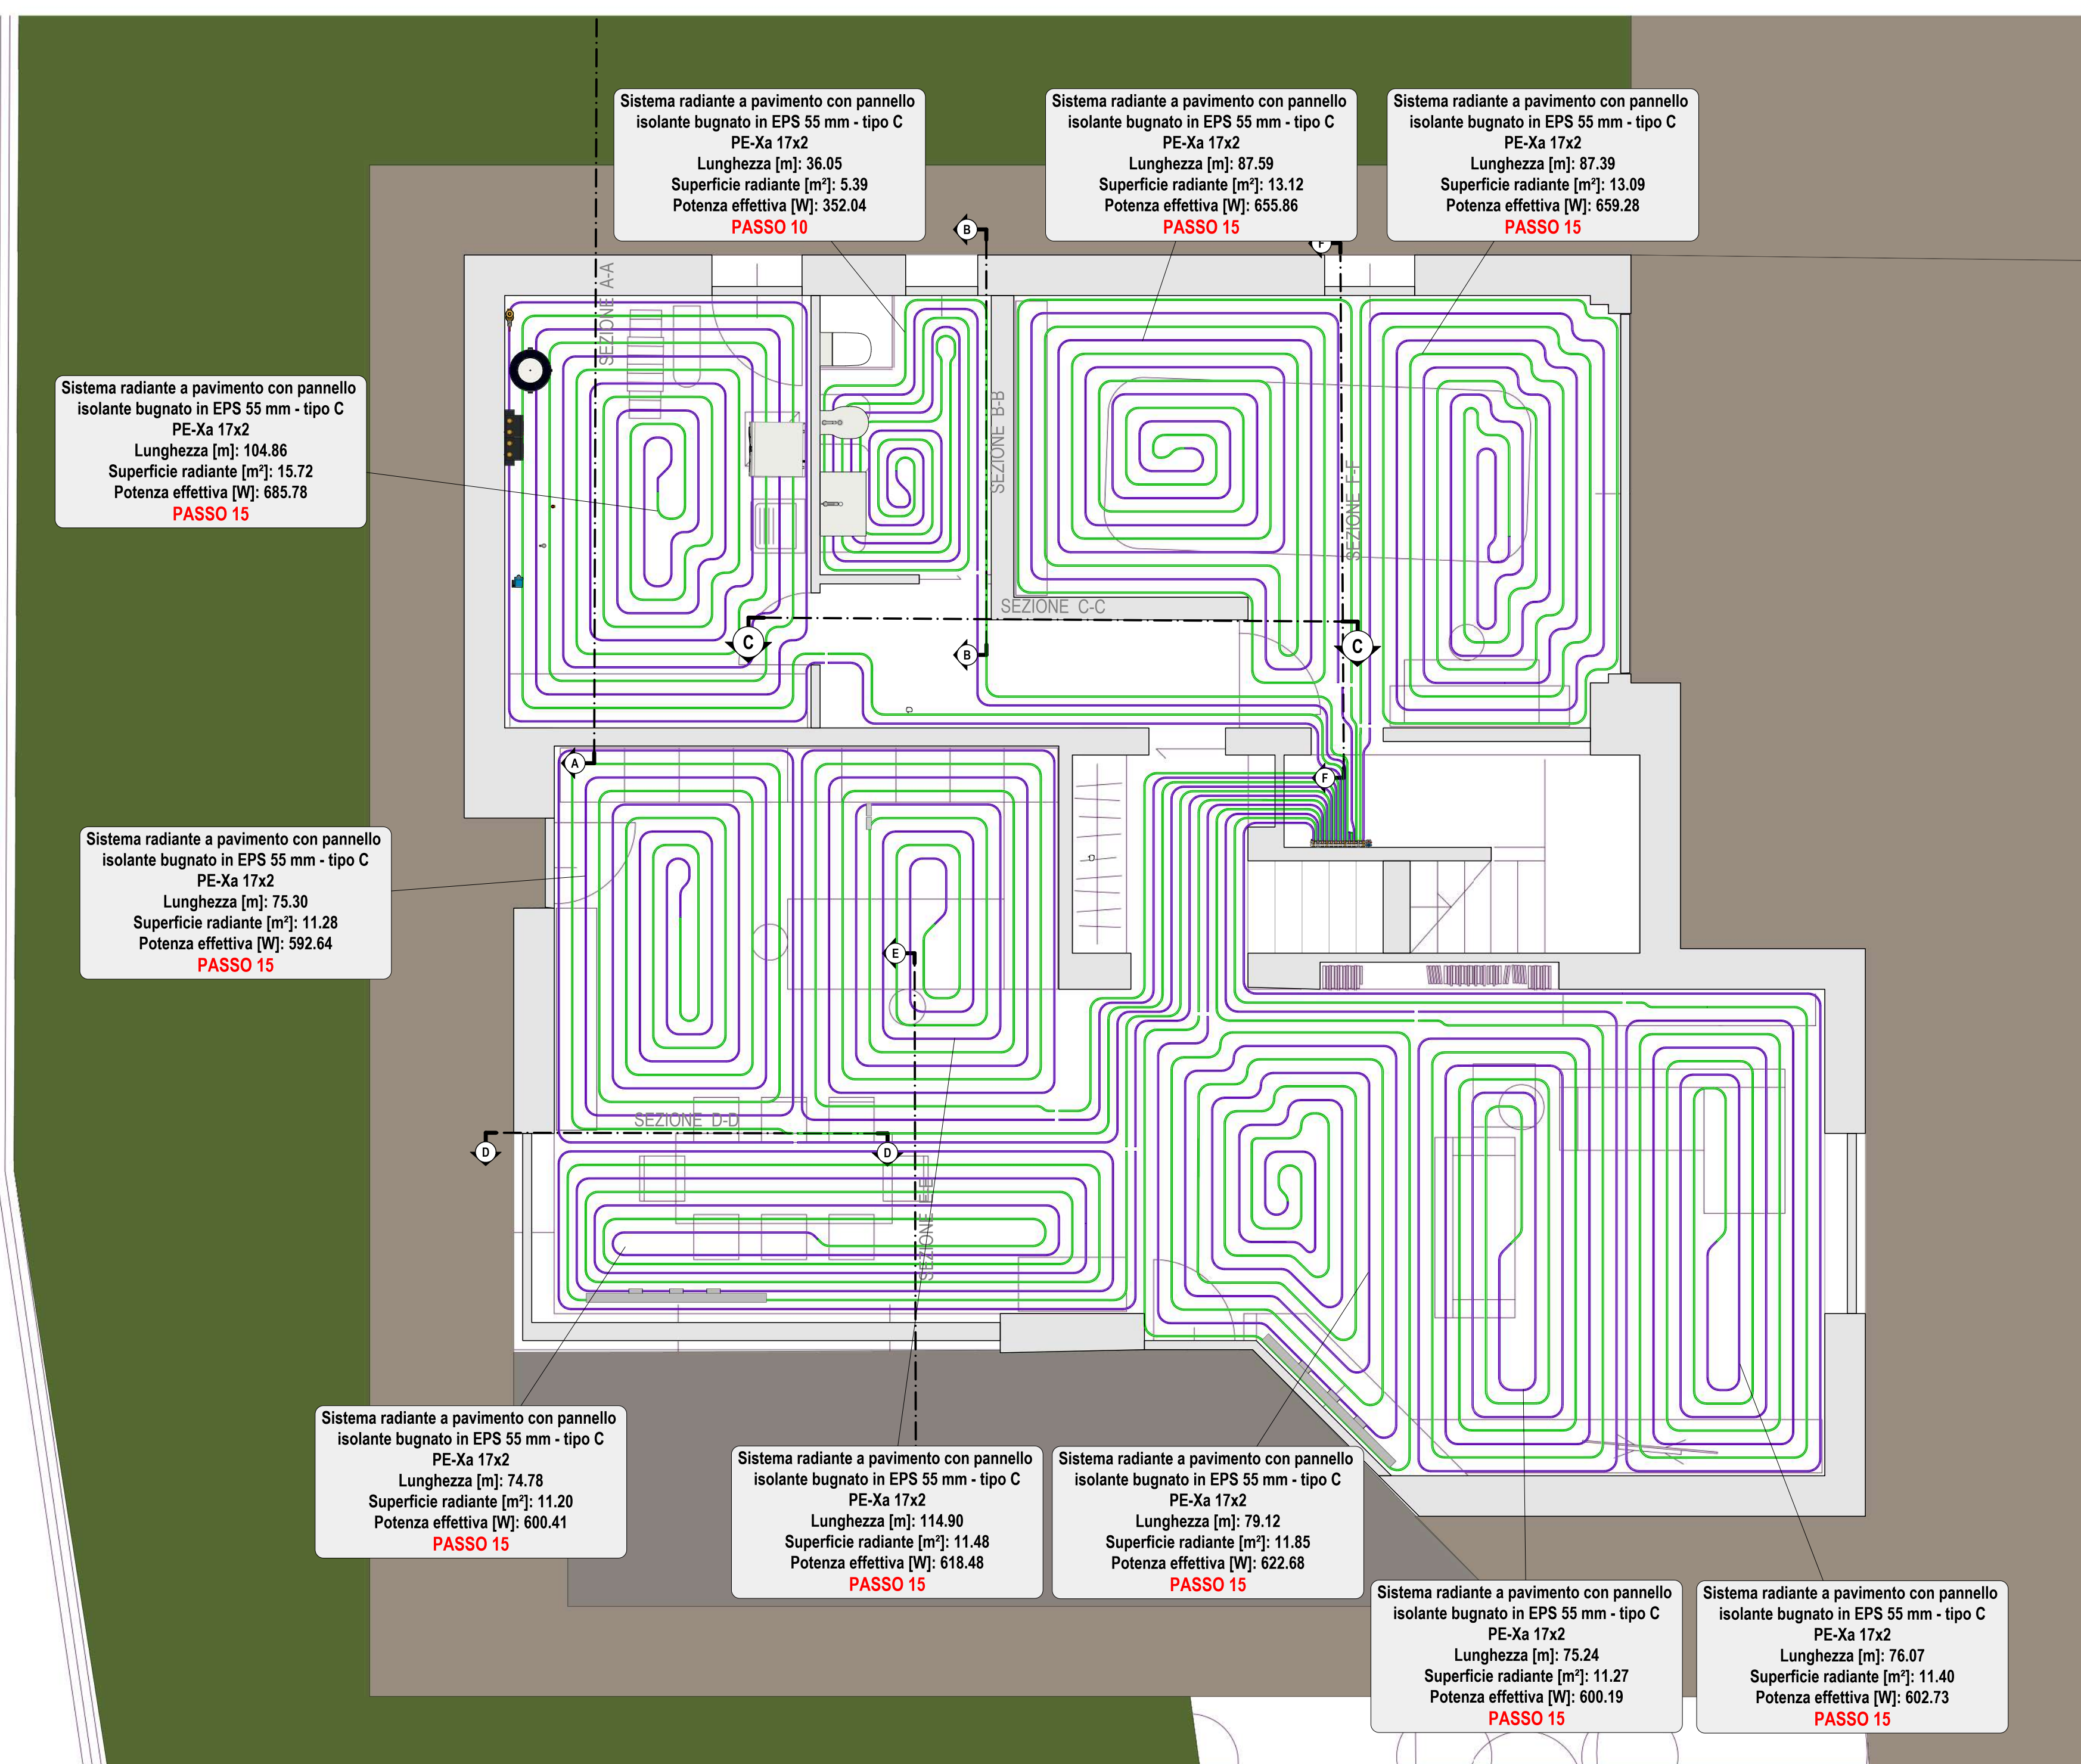 Sistema radiante a pavimento con pannello
isolante bugnato in EPS 55 mm - tipo C
PE-Xa 17x2
Lunghezza [m]: 36.05
Superficie radiante [m²]: 5.39
Potenza effettiva [W]: 352.04
PASSO 10
Sistema radiante a pavimento con pannello
isolante bugnato in EPS 55 mm - tipo C
PE-Xa 17x2
Lunghezza [m]: 87.59
Superficie radiante [m²]: 13.12
Potenza effettiva [W]: 655.86
PASSO 15
Sistema radiante a pavimento con pannello
isolante bugnato in EPS 55 mm - tipo C
PE-Xa 17x2
Lunghezza [m]: 87.39
Superficie radiante [m²]: 13.09
Potenza effettiva [W]: 659.28
PASSO 15
B
F
SEZIONE A-A
Sistema radiante a pavimento con pannello
isolante bugnato in EPS 55 mm - tipo C
PE-Xa 17x2
Lunghezza [m]: 104.86
Superficie radiante [m²]: 15.72
Potenza effettiva [W]: 685.78
PASSO 15
SEZIONE B-B
SEZIONE F-F
SEZIONE C-C
C
B
C
A
F
Sistema radiante a pavimento con pannello
isolante bugnato in EPS 55 mm - tipo C
PE-Xa 17x2
Lunghezza [m]: 75.30
Superficie radiante [m²]: 11.28
Potenza effettiva [W]: 592.64
PASSO 15
E
SEZIONE D-D
D
D
SEZIONE E-E
Sistema radiante a pavimento con pannello
isolante bugnato in EPS 55 mm - tipo C
PE-Xa 17x2
Lunghezza [m]: 74.78
Superficie radiante [m²]: 11.20
Potenza effettiva [W]: 600.41
PASSO 15
Sistema radiante a pavimento con pannello
isolante bugnato in EPS 55 mm - tipo C
PE-Xa 17x2
Lunghezza [m]: 114.90
Superficie radiante [m²]: 11.48
Potenza effettiva [W]: 618.48
PASSO 15
Sistema radiante a pavimento con pannello
isolante bugnato in EPS 55 mm - tipo C
PE-Xa 17x2
Lunghezza [m]: 79.12
Superficie radiante [m²]: 11.85
Potenza effettiva [W]: 622.68
PASSO 15
Sistema radiante a pavimento con pannello
isolante bugnato in EPS 55 mm - tipo C
PE-Xa 17x2
Lunghezza [m]: 75.24
Superficie radiante [m²]: 11.27
Potenza effettiva [W]: 600.19
PASSO 15
Sistema radiante a pavimento con pannello
isolante bugnato in EPS 55 mm - tipo C
PE-Xa 17x2
Lunghezza [m]: 76.07
Superficie radiante [m²]: 11.40
Potenza effettiva [W]: 602.73
PASSO 15